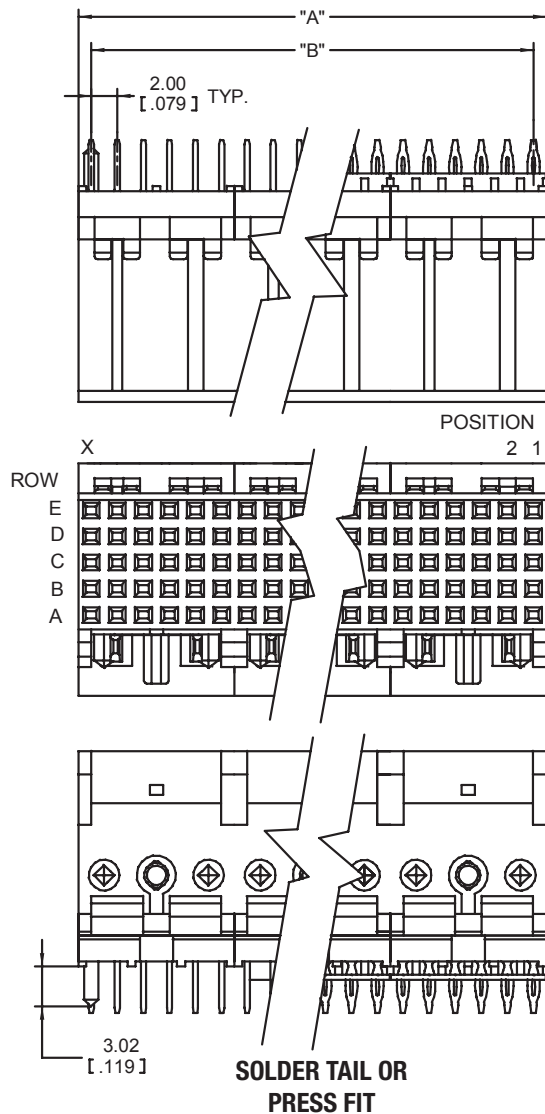 "A"
"B"
2.00
[.079] TYP.
POSITION
X 2 1
ROW
E
D
C
B
A
3.02
[.119]
SOLDER TAIL OR
PRESS FIT